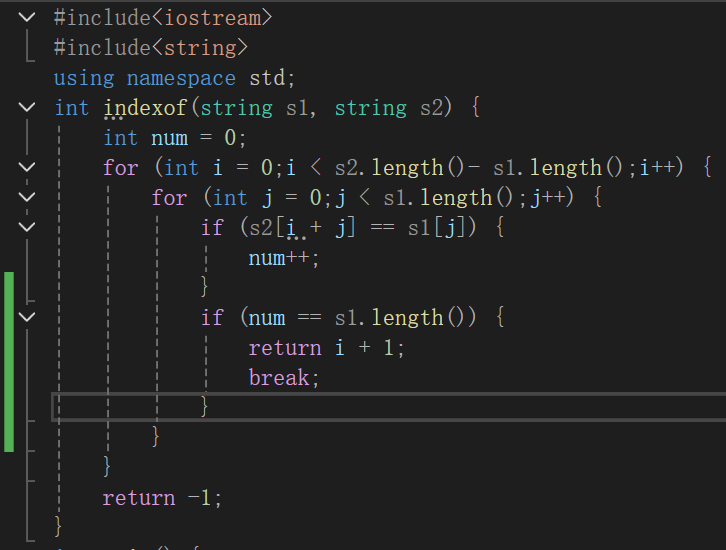 #include<iostream>
#include<string>
using namespace std;
int indexof(string s1, string s2) {
    int num = 0;
    for (int i = 0;i < s2.length()- s1.length();i++) {
        for (int j = 0;j < s1.length();j++) {
            if (s2[i + j] == s1[j]) {
                num++;
            }
            if (num == s1.length()) {
                return i + 1;
                break;
            }
        }
    }
    return -1;
}